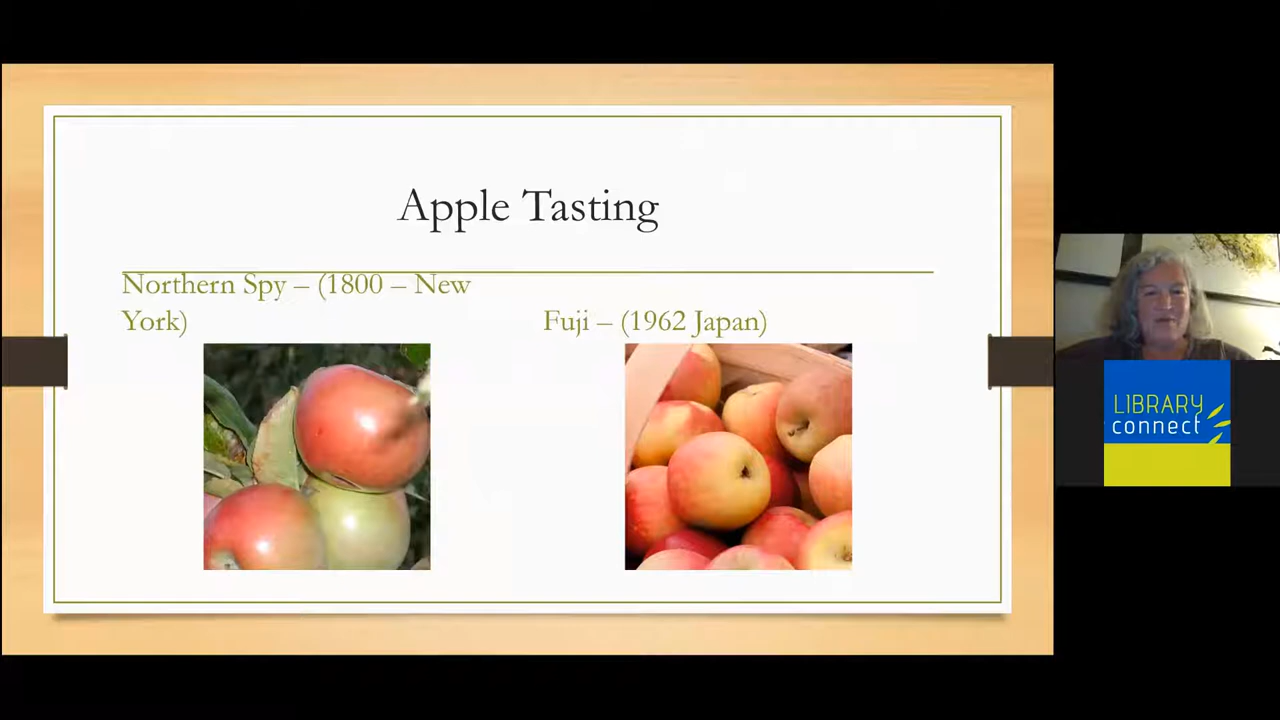 Apple Tasting
Northern Spy – (1800 – New
York)
Fuji – (1962 Japan)
LIBRARY
connect